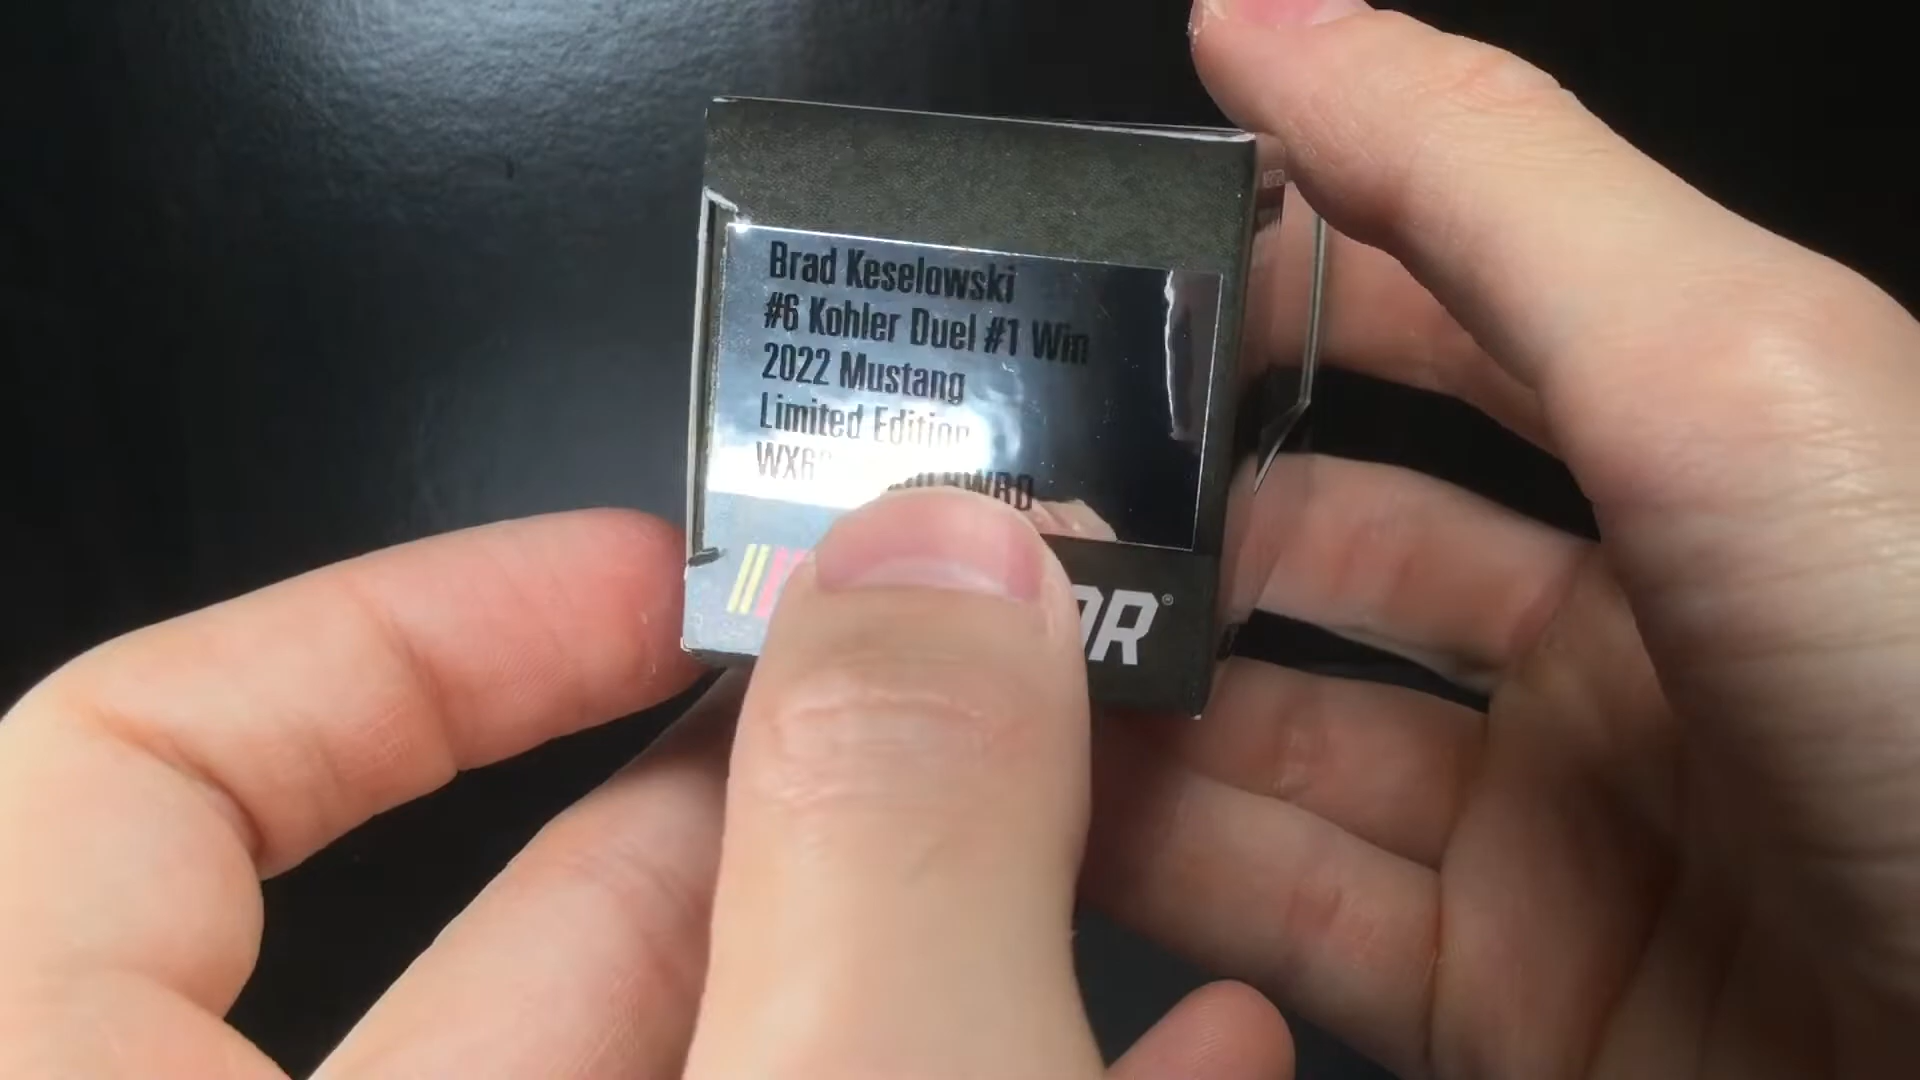 Brad Keselowski
#6 Kohler Duel #1 Win
2022 Mustang
Limited Edition